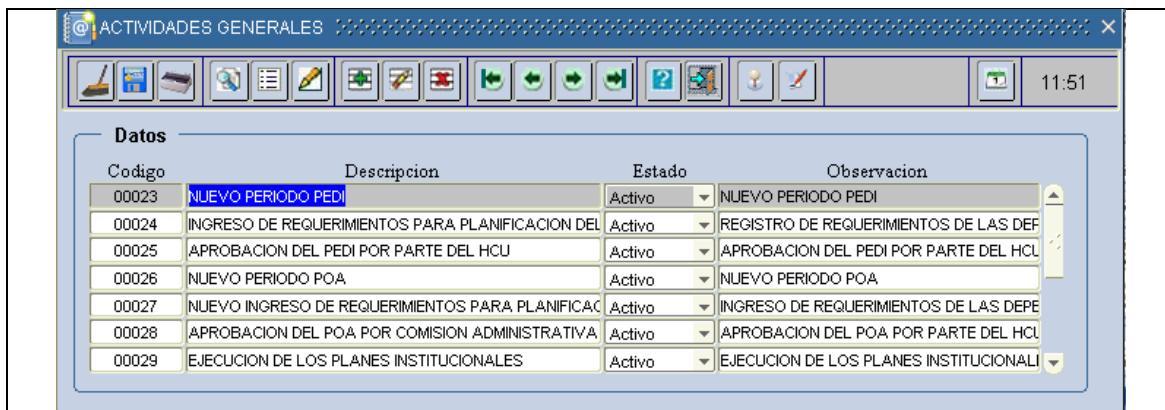 ACTIVIDADES GENERALES
11:51
Datos
Codigo Descripcion Estado Observacion
00023 NUEVO PERIODO PEDI Activo NUEVO PERIODO PEDI
00024 INGRESO DE REQUERIMIENTOS PARA PLANIFICACION DEL Activo REGISTRO DE REQUERIMIENTOS DE LAS DEP
00025 APROBACION DEL PEDI POR PARTE DEL HCU Activo APROBACION DEL PEDI POR PARTE DEL HCU
00026 NUEVO PERIODO POA Activo NUEVO PERIODO POA
00027 NUEVO INGRESO DE REQUERIMIENTOS PARA PLANIFICAC Activo INGRESO DE REQUERIMIENTOS DE LAS DEPE
00028 APROBACION DEL POA POR COMISION ADMINISTRATIVA Activo APROBACION DEL POA POR PARTE DEL HCU
00029 EJECUCION DE LOS PLANES INSTITUCIONALES Activo EJECUCION DE LOS PLANES INSTITUCIONALI